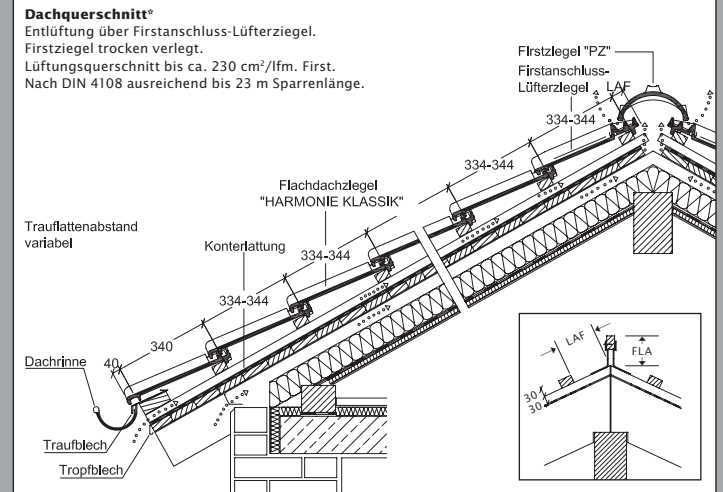 Dachquerschnitt*
Entlüftung über Firstanschluss-Lüfterziegel.
Firstziegel trocken verlegt.
Lüftungsquerschnitt bis ca. 230 cm²/lfm. First.
Nach DIN 4108 ausreichend bis 23 m Sparrenlänge.
Firstziegel "PZ"
Firstanschluss-
Lüfterziegel
LAF
334-344
334-344
Flachdachziegel
"HARMONIE KLASSIK"
Trauflattenabstand
variabel
Konterlattung
334-344
334-344
340
40
Dachrinne
Traufblech
Tropfblech
LAF
FLA
30
30